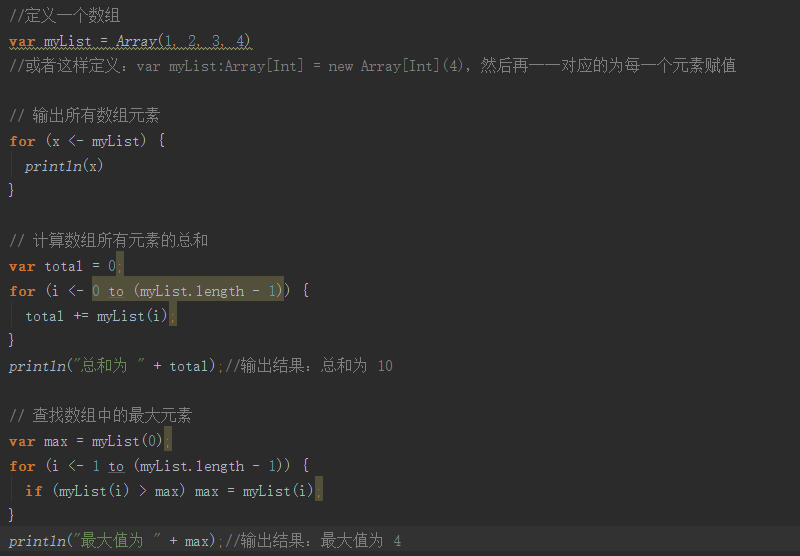 //定义一个数组
var myList = Array(1, 2, 3, 4)
//或者这样定义：var myList:Array[Int] = new Array[Int](4), 然后再一一对应的为每一个元素赋值
// 输出所有数组元素
for (x <- myList) {
println(x)
}
// 计算数组所有元素的总和
var total = 0;
for (i <- 0 to (myList.length - 1)) {
total += myList(i);
}
println("总和为 " + total);//输出结果：总和为 10
// 查找数组中的最大元素
var max = myList(0);
for (i <- 1 to (myList.length - 1)) {
if (myList(i) > max) max = myList(i);
}
println("最大值为 " + max);//输出结果：最大值为 4